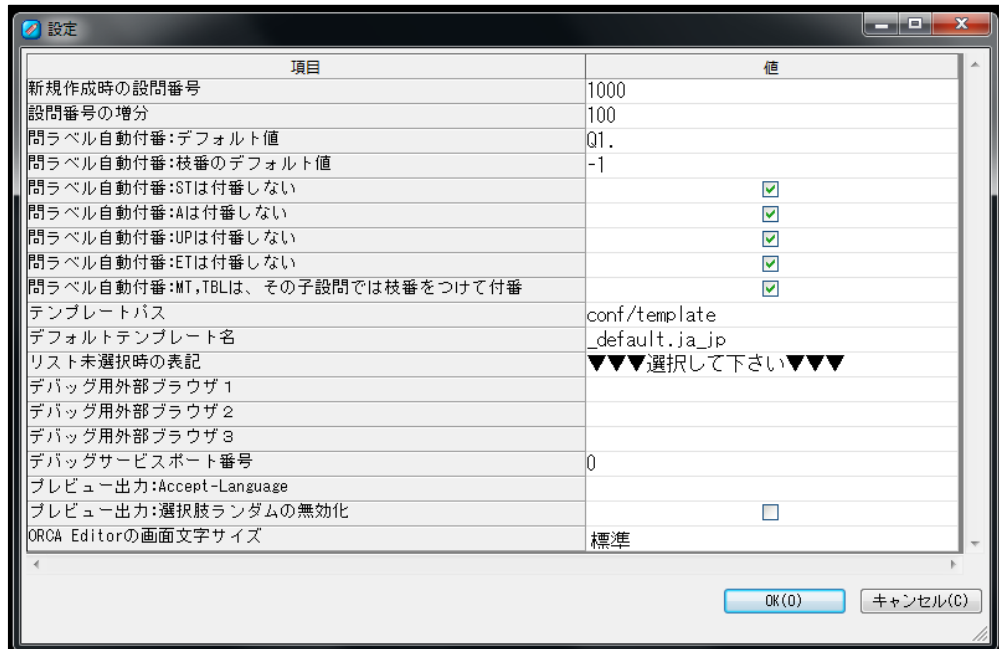 設定
項目 値
新規作成時の設問番号 1000
設問番号の増分 100
問ラベル自動付番:デフォルト値 Q1.
問ラベル自動付番:枝番のデフォルト値 -1
問ラベル自動付番:STは付番しない
問ラベル自動付番:AIは付番しない
問ラベル自動付番:UPは付番しない
問ラベル自動付番:ETは付番しない
問ラベル自動付番:MT,TBLは、その子設問では枝番をつけて付番
テンプレートパス conf/template
デフォルトテンプレート名 _default.ja_jp
リスト未選択時の表記 ▼▼▼選択して下さい▼▼▼
デバッグ用外部ブラウザ1
デバッグ用外部ブラウザ2
デバッグ用外部ブラウザ3
デバッグサービスポート番号 0
プレビュー出力:Accept-Language
プレビュー出力:選択肢ランダムの無効化
ORCA Editorの画面文字サイズ 標準
OK(O) キャンセル(C)